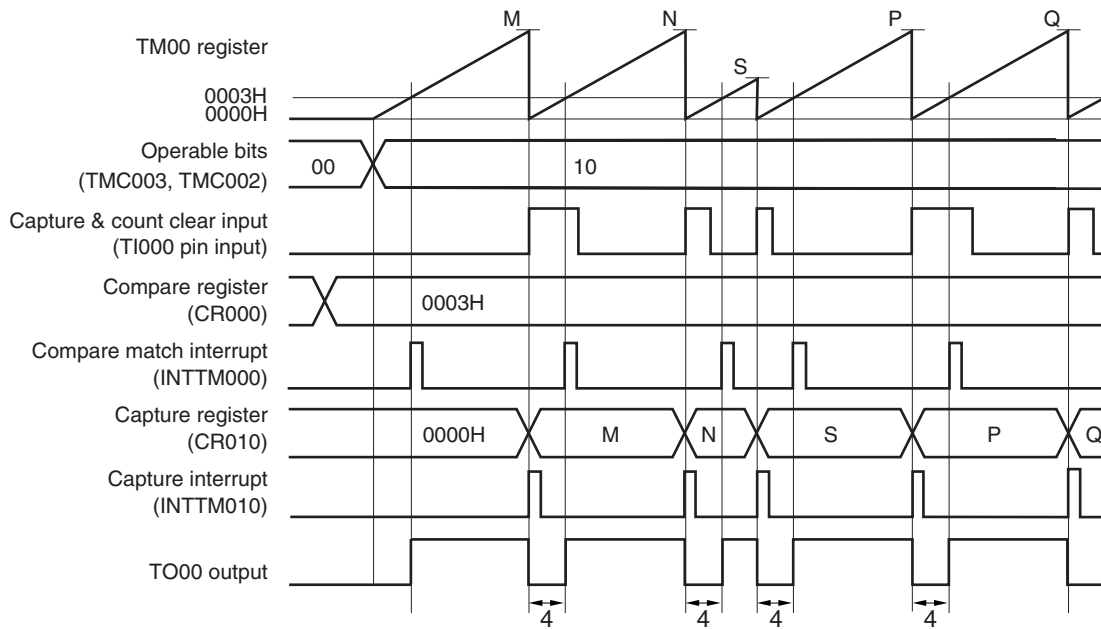 M N S P Q
TM00 register
0003H
0000H
Operable bits
(TMC003, TMC002)
00 10
Capture & count clear input
(TI000 pin input)
Compare register
(CR000)
0003H
Compare match interrupt
(INTTM000)
Capture register
(CR010)
0000H M N S P Q
Capture interrupt
(INTTM010)
TO00 output
4 4 4 4